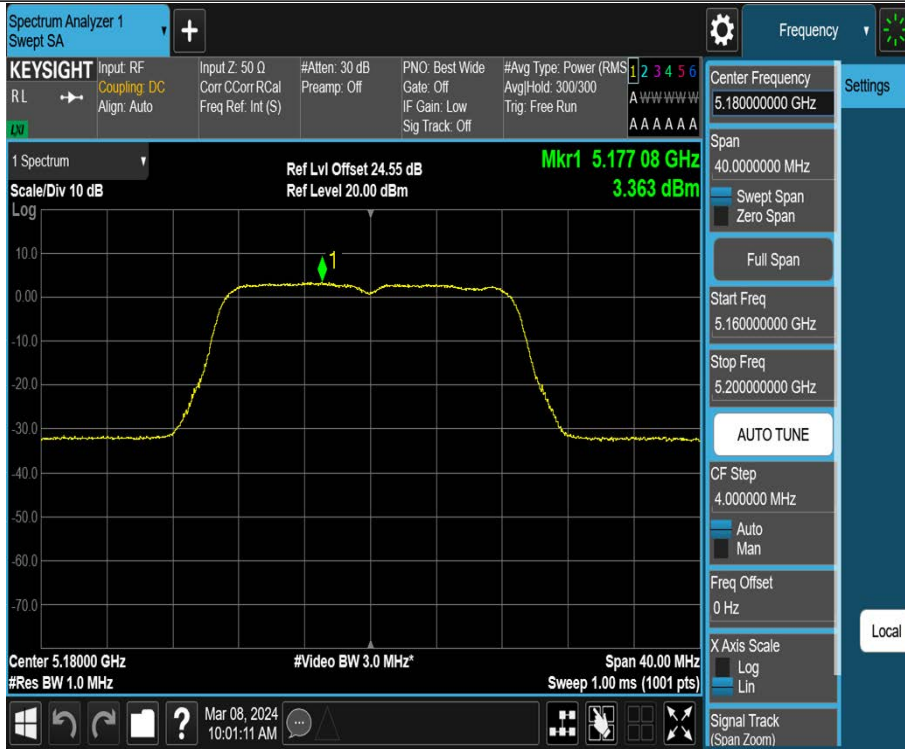 Spectrum Analyzer 1
Swept SA
+
Frequency
KEYSIGHT
R L
LXI
Input: RF
Coupling: DC
Align: Auto
Input Z: 50 Ω
Corr CCorr RCal
Freq Ref: Int (S)
#Atten: 30 dB
Preamp: Off
PNO: Best Wide
Gate: Off
IF Gain: Low
Sig Track: Off
#Avg Type: Power (RMS
Avg|Hold: 300/300
Trig: Free Run
1 2 3 4 5 6
A W W W W W
A A A A A A
Center Frequency
5.180000000 GHz
Settings
Span
40.0000000 MHz
Swept Span
Zero Span
Full Span
Start Freq
5.160000000 GHz
Stop Freq
5.200000000 GHz
AUTO TUNE
CF Step
4.000000 MHz
Auto
Man
Freq Offset
0 Hz
X Axis Scale
Log
Lin
Signal Track
(Span Zoom)
Local
1 Spectrum
Scale/Div 10 dB
Log
Ref Lvl Offset 24.55 dB
Ref Level 20.00 dBm
Mkr1 5.177 08 GHz
3.363 dBm
1
10.0
0.00
-10.0
-20.0
-30.0
-40.0
-50.0
-60.0
-70.0
Center 5.18000 GHz
#Res BW 1.0 MHz
#Video BW 3.0 MHz*
Span 40.00 MHz
Sweep 1.00 ms (1001 pts)
?
Mar 08, 2024
10:01:11 AM